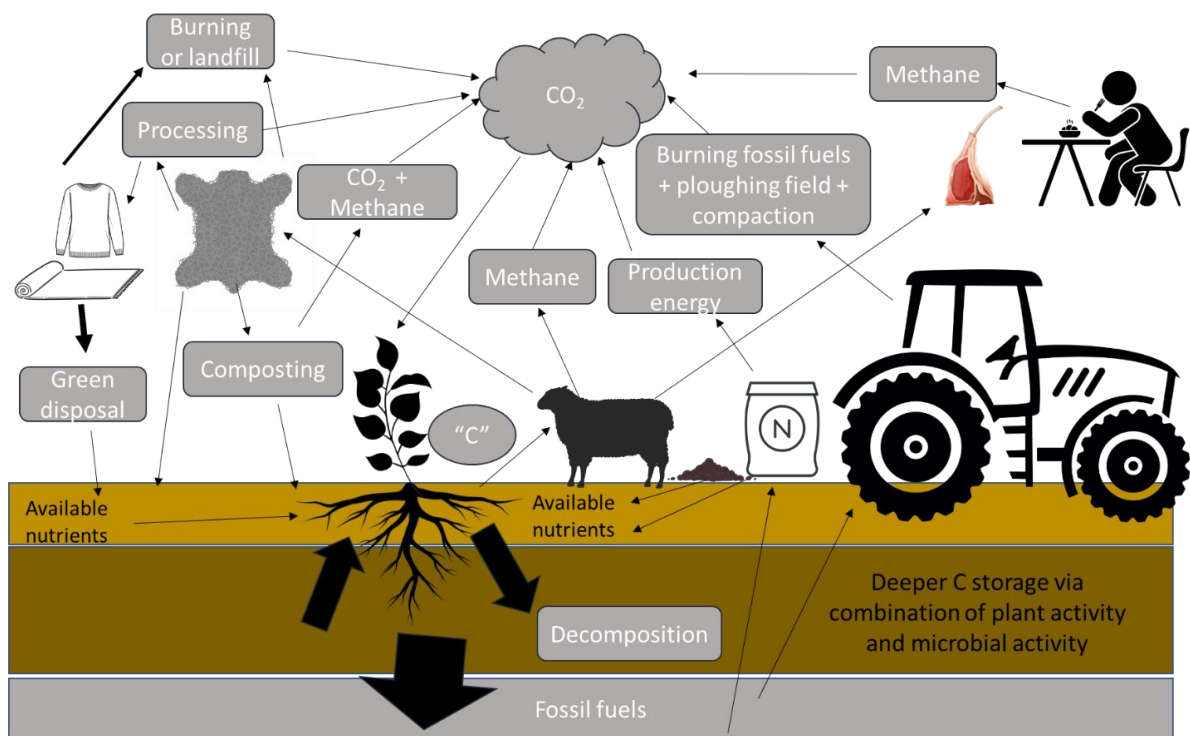 Burning
or landfill
Processing
CO₂ +
Methane
CO₂
Methane
Burning fossil fuels
+ ploughing field +
compaction
Methane
Production
energy
Green
disposal
Composting
“C”
N
Available
nutrients
Available
nutrients
Decomposition
Deeper C storage via
combination of plant activity
and microbial activity
Fossil fuels